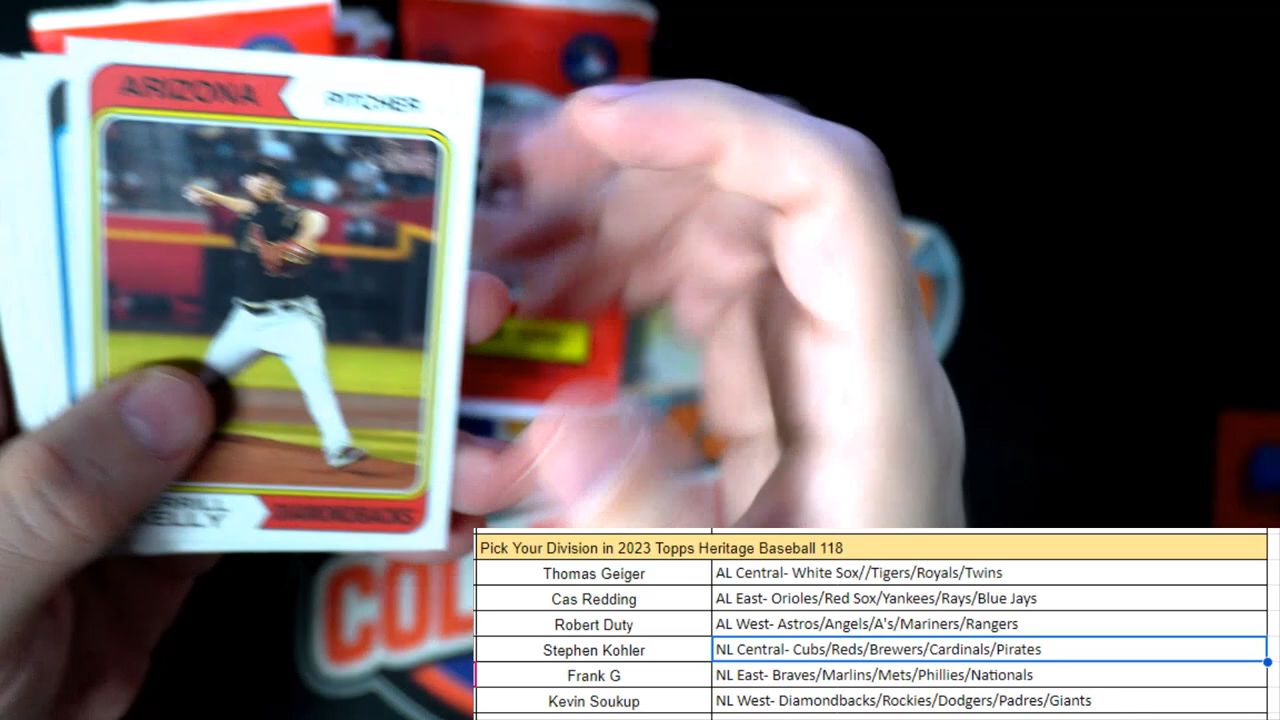 ARIZONA PITCHER
KELLY DIAMONDBACKS
COL
Pick Your Division in 2023 Topps Heritage Baseball 118
Thomas Geiger AL Central- White Sox//Tigers/Royals/Twins
Cas Redding AL East- Orioles/Red Sox/Yankees/Rays/Blue Jays
Robert Duty AL West- Astros/Angels/A's/Mariners/Rangers
Stephen Kohler NL Central- Cubs/Reds/Brewers/Cardinals/Pirates
Frank G NL East- Braves/Marlins/Mets/Phillies/Nationals
Kevin Soukup NL West- Diamondbacks/Rockies/Dodgers/Padres/Giants